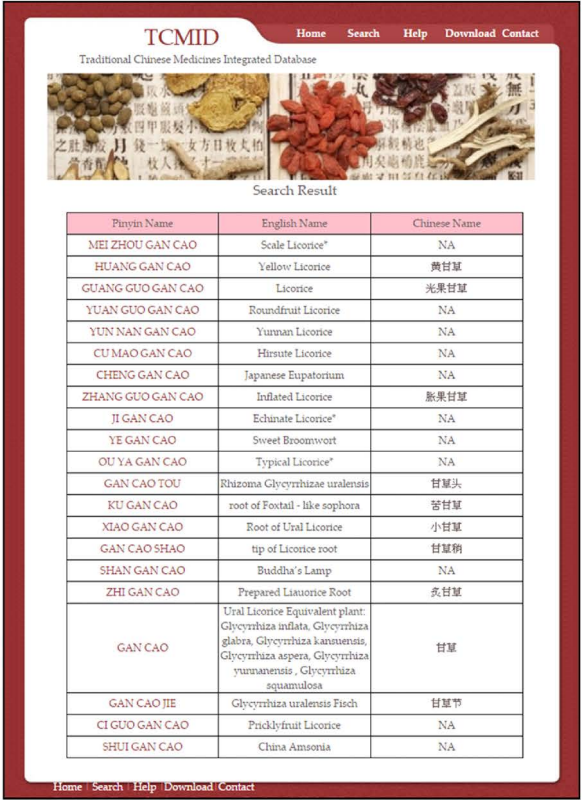 TCMID
Home Search Help Download Contact
Traditional Chinese Medicines Integrated Database
Search Result
Pinyin Name English Name Chinese Name
MEI ZHOU GAN CAO Scale Licorice* NA
HUANG GAN CAO Yellow Licorice 黄甘草
GUANG GUO GAN CAO Licorice 光果甘草
YUAN GUO GAN CAO Roundfruit Licorice NA
YUN NAN GAN CAO Yunnan Licorice NA
CU MAO GAN CAO Hirsute Licorice NA
CHENG GAN CAO Japanese Eupatorium NA
ZHANG GUO GAN CAO Inflated Licorice 胀果甘草
JI GAN CAO Echinate Licorice* NA
YE GAN CAO Sweet Broomwort NA
OU YA GAN CAO Typical Licorice* NA
GAN CAO TOU Rhizoma Glycyrrhizae uralensis 甘草头
KU GAN CAO root of Foxtail - like sophora 苦甘草
XIAO GAN CAO Root of Ural Licorice 小甘草
GAN CAO SHAO tip of Licorice root 甘草稍
SHAN GAN CAO Buddha's Lamp NA
ZHI GAN CAO Prepared Liauorice Root 炙甘草
GAN CAO Ural Licorice Equivalent plant:
Glycyrrhiza inflata, Glycyrrhiza
glabra, Glycyrrhiza kansuensis,
Glycyrrhiza aspera, Glycyrrhiza
yunnanensis , Glycyrrhiza
squamulosa 甘草
GAN CAO JIE Glycyrrhiza uralensis Fisch 甘草节
CI GUO GAN CAO Pricklyfruit Licorice NA
SHUI GAN CAO China Amsonia NA
Home | Search | Help |Download|Contact